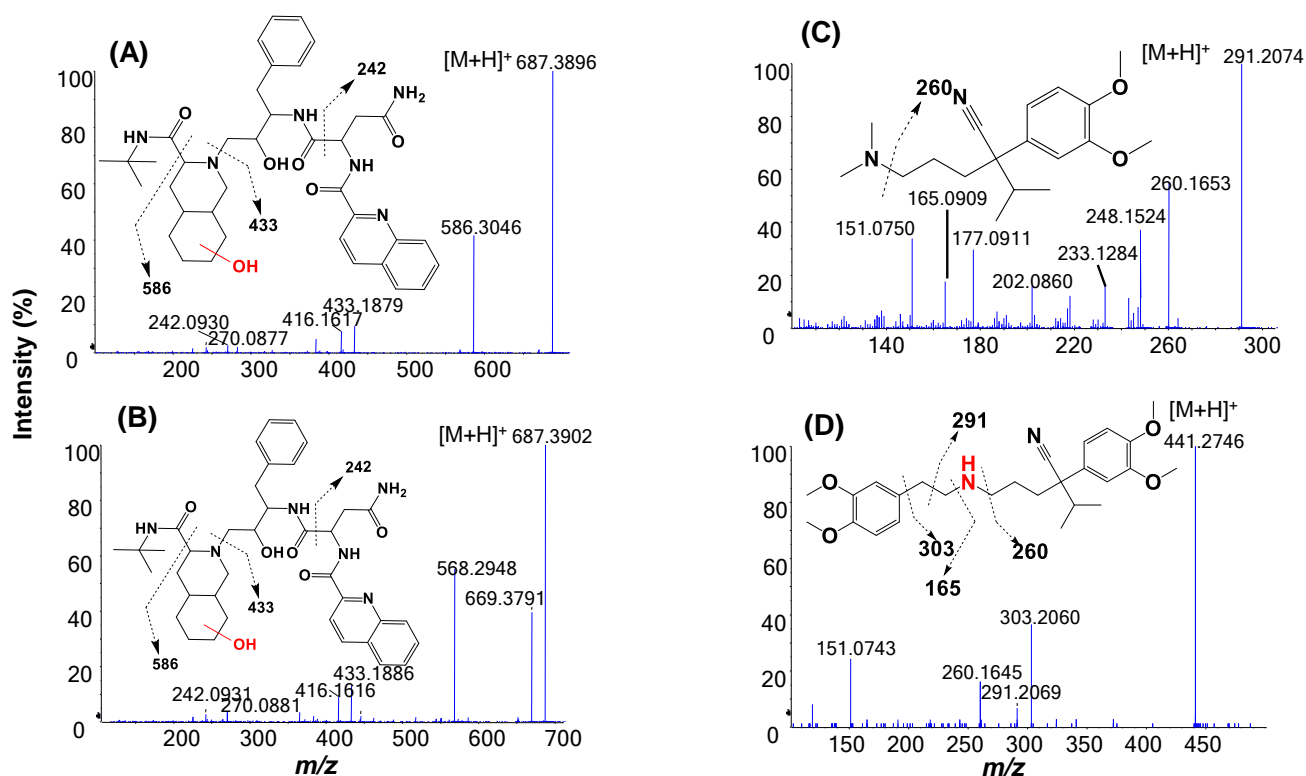 Intensity (%)
(A)
[M+H]+ 687.3896
100
80
60
40
20
0
242
NH2
O
HN
O
HN
N
OH
O
NH
O
N
433
OH
586
586.3046
433.1879
416.1617
242.0930
270.0877
200
300
400
500
600
(B)
[M+H]+ 687.3902
100
80
60
40
20
0
242
NH2
O
HN
O
HN
N
OH
O
NH
O
N
433
OH
586
568.2948
669.3791
433.1886
416.1616
242.0931
270.0881
200
300
400
500
600
700
m/z
(C)
[M+H]+
291.2074
100
80
60
40
20
0
260
N
O
O
N
165.0909
260.1653
151.0750
248.1524
177.0911
233.1284
202.0860
140
180
220
260
300
(D)
[M+H]+
441.2746
100
80
60
40
20
0
291
N
O
H
N
O
O
O
303
260
165
303.2060
151.0743
260.1645
291.2069
150
200
250
300
350
400
450
m/z